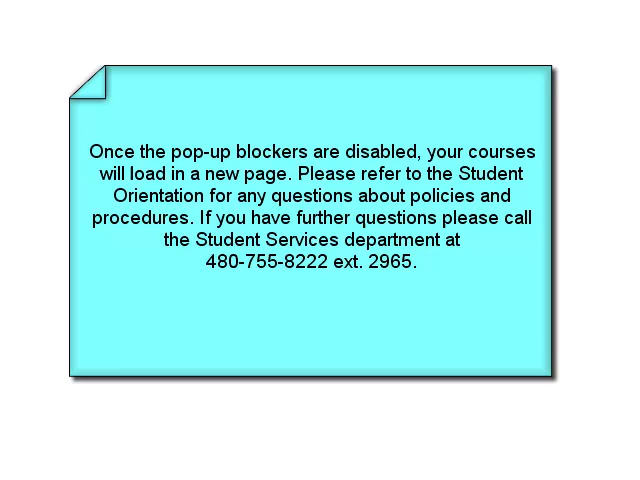 Once the pop-up blockers are disabled, your courses
will load in a new page. Please refer to the Student
Orientation for any questions about policies and
procedures. If you have further questions please call
the Student Services department at
480-755-8222 ext. 2965.